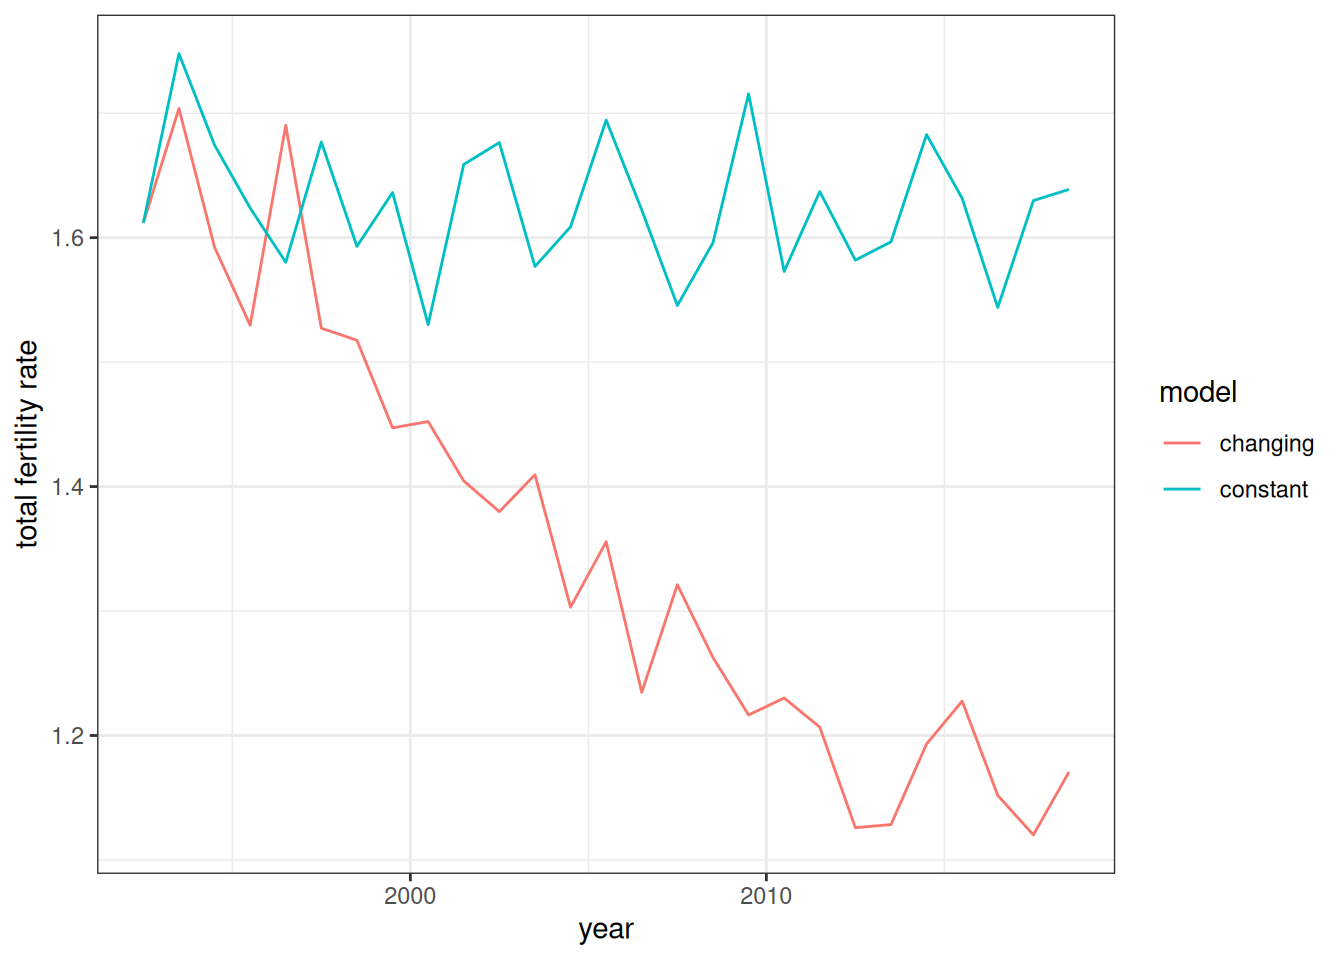 total fertility rate
1.6
1.4
1.2
2000
2010
year
model
changing
constant